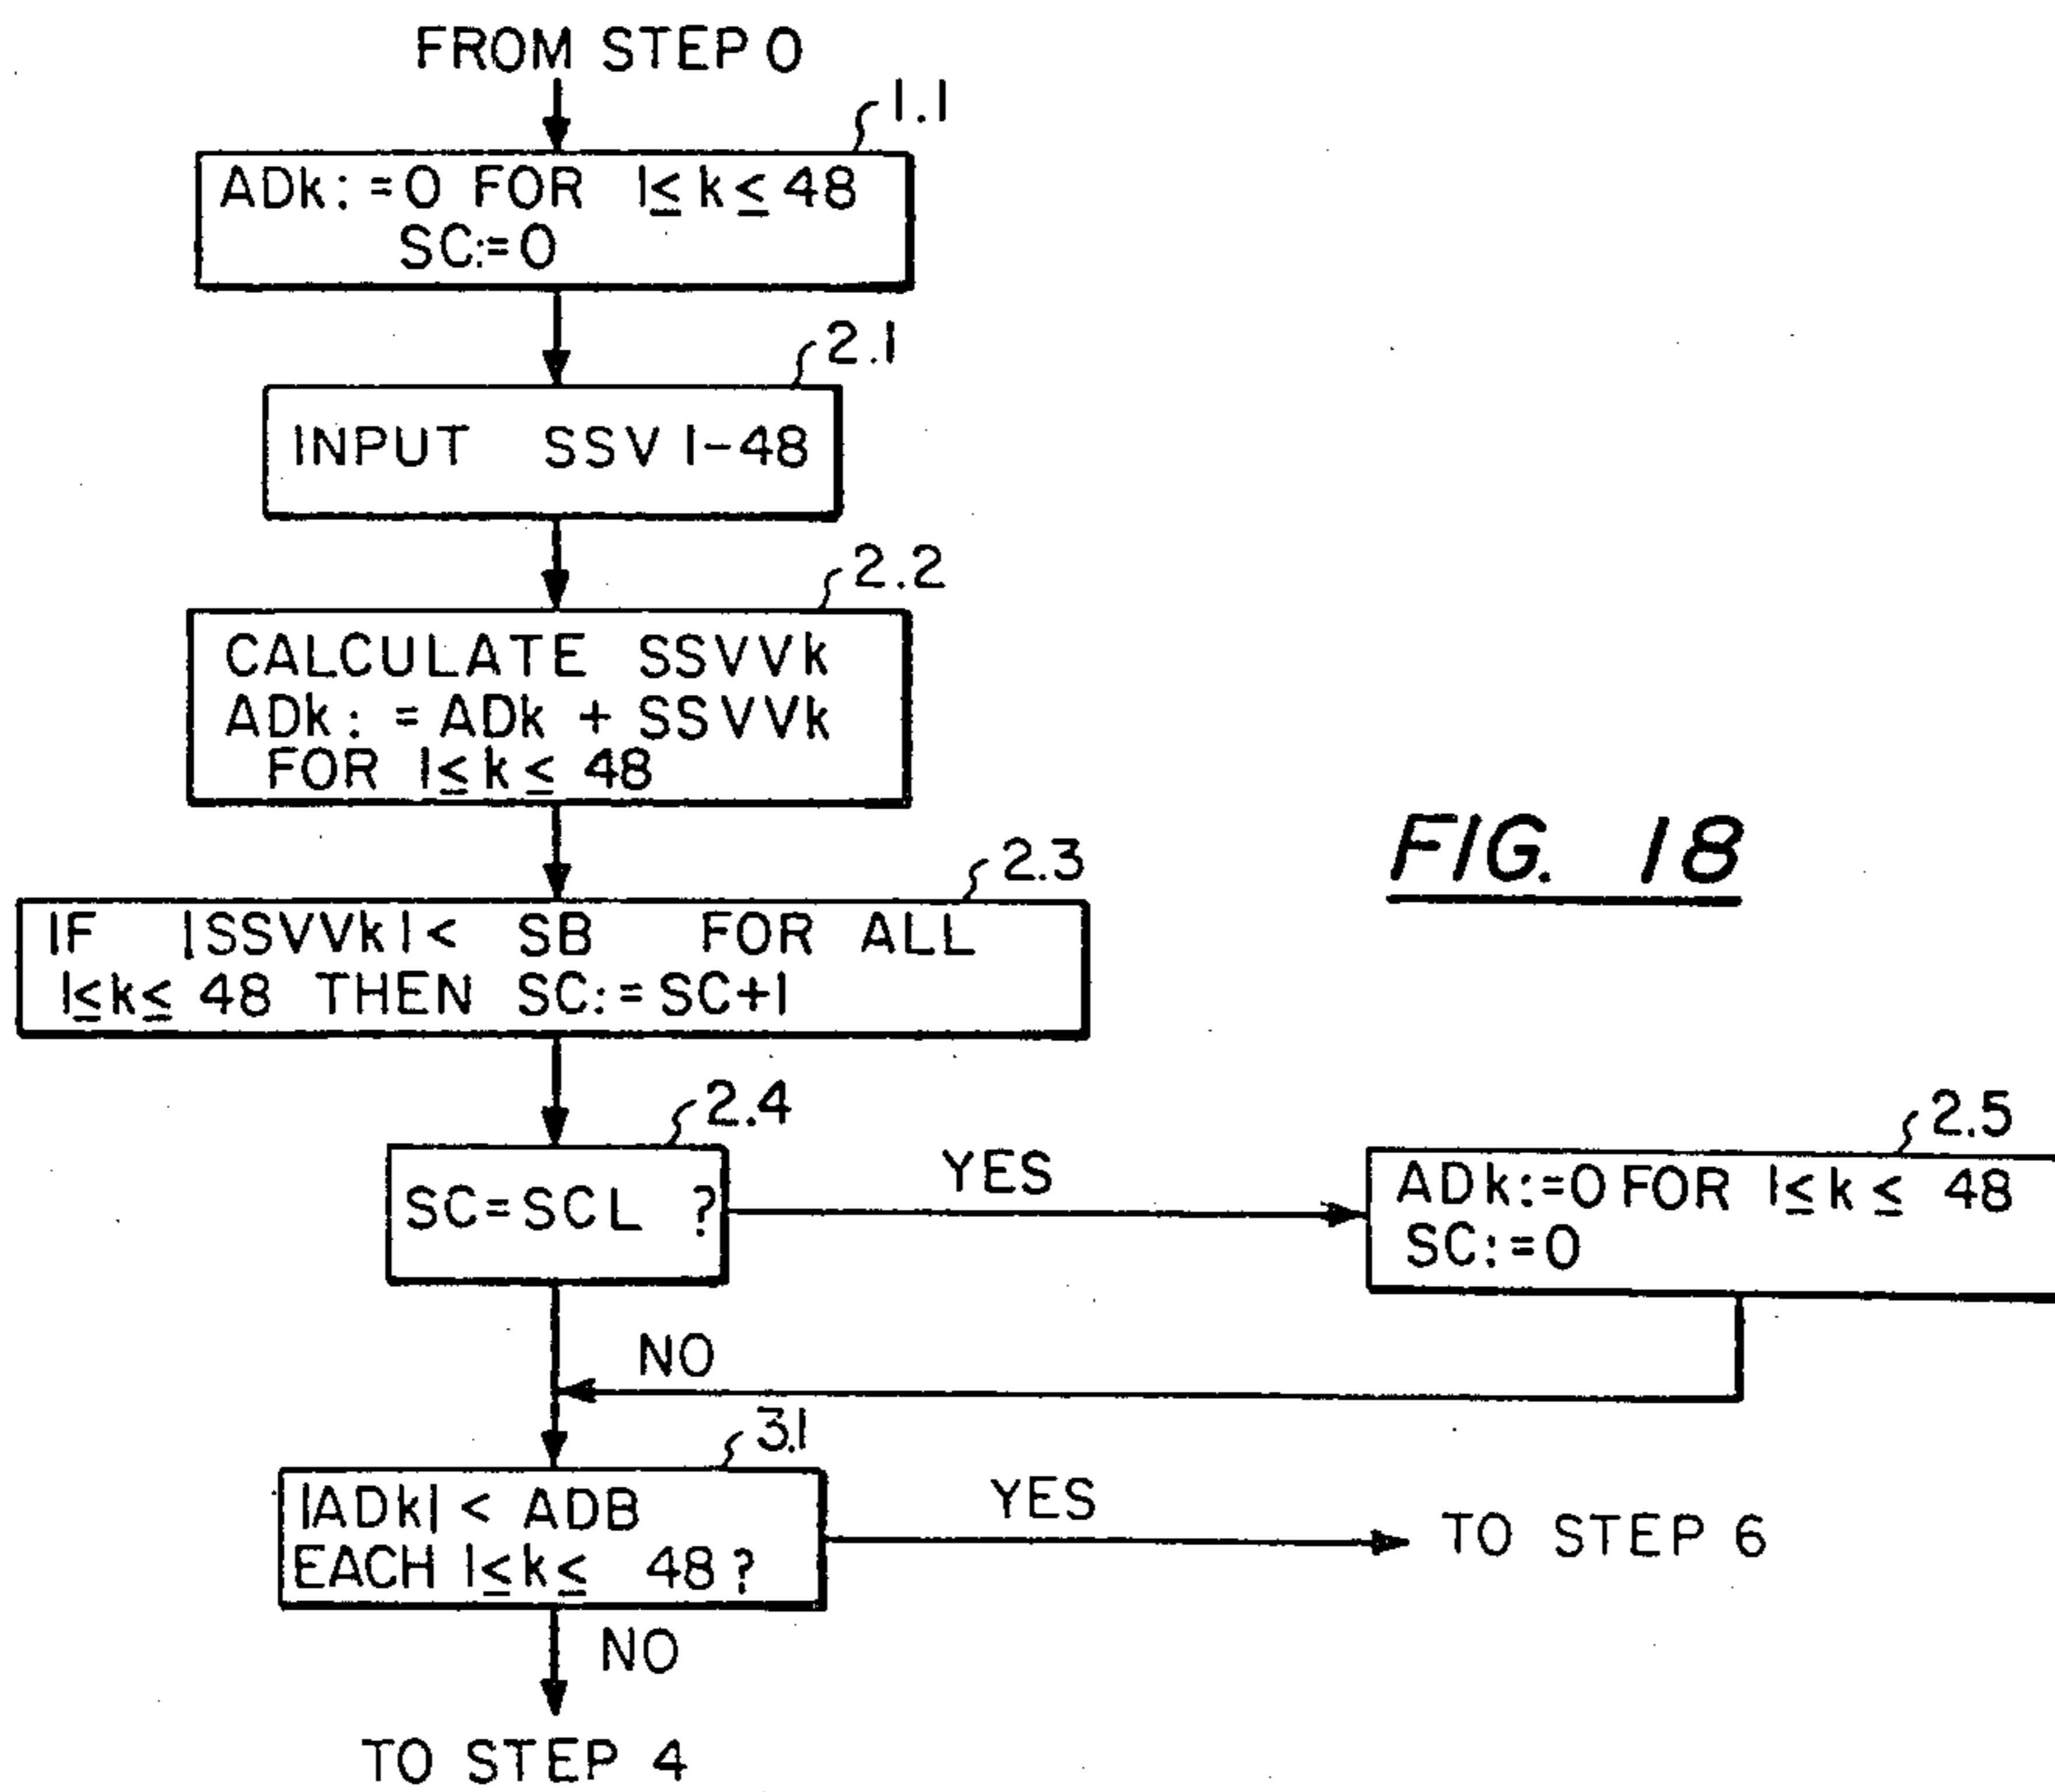 FROM STEP 0
1.1
ADk:=0 FOR 1≤k≤48
SC:=0
2.1
INPUT SSV 1-48
2.2
CALCULATE SSVVk
ADk:=ADk + SSVVk
FOR 1≤k≤48
2.3
IF |SSVVk|< SB FOR ALL
1≤k≤48 THEN SC:=SC+1
FIG. 18
2.4
SC=SCL ?
YES
2.5
ADk:=0 FOR 1≤k≤48
SC:=0
NO
3.1
|ADk| < ADB
EACH 1≤k≤48?
YES
TO STEP 6
NO
TO STEP 4